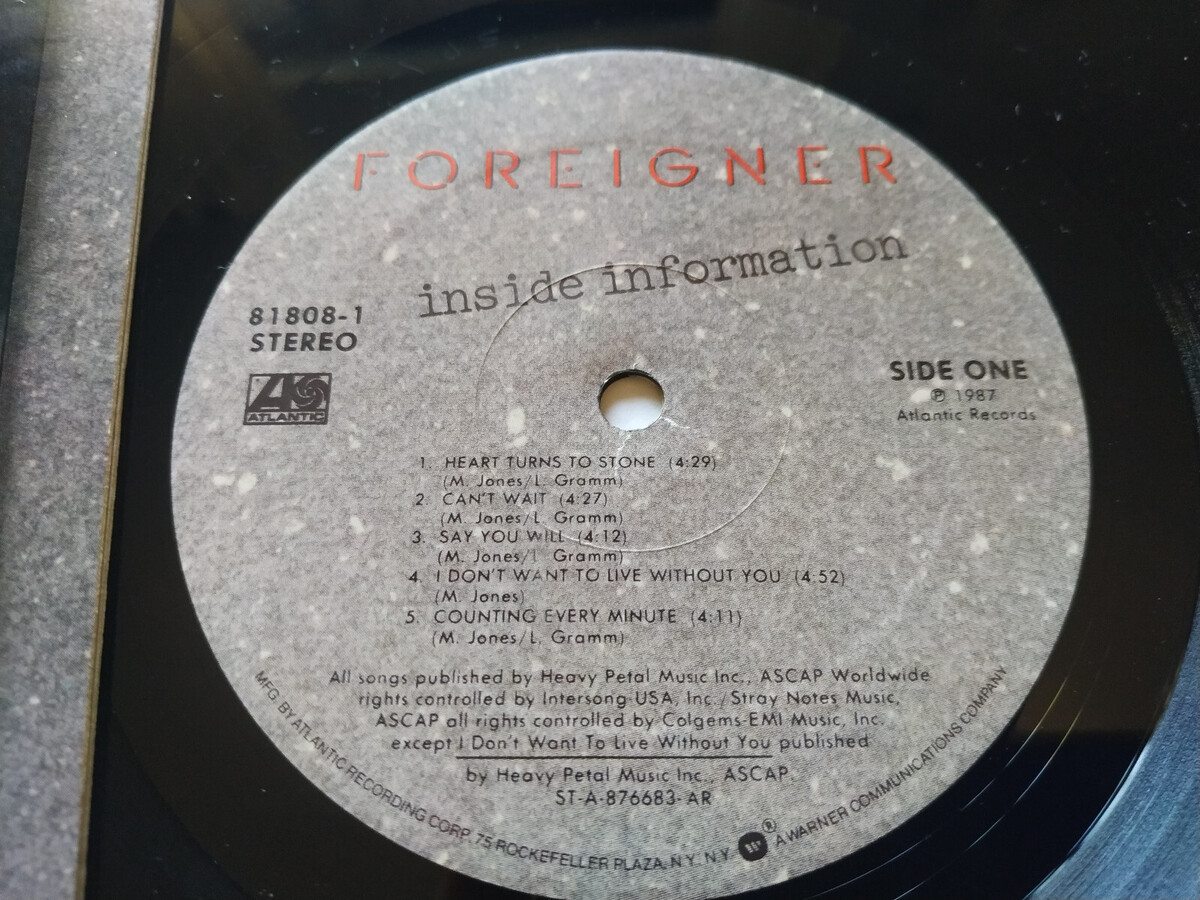 FOREIGNER
inside information
81808-1
STEREO
ATLANTIC
SIDE ONE
℗ 1987
Atlantic Records
1. HEART TURNS TO STONE (4:29)
(M. Jones/L. Gramm)
2. CAN'T WAIT (4:27)
(M. Jones/L. Gramm)
3. SAY YOU WILL (4:12)
(M. Jones/L Gramm)
4. I DON'T WANT TO LIVE WITHOUT YOU (4:52)
(M. Jones)
5. COUNTING EVERY MINUTE (4:11)
(M. Jones/L. Gramm)
All songs published by Heavy Petal Music Inc., ASCAP Worldwide
rights controlled by Intersong-USA, Inc./Stray Notes Music,
ASCAP all rights controlled by Colgems-EMI Music, Inc.
except I Don't Want To Live Without You published
by Heavy Petal Music Inc., ASCAP.
ST-A-876683-AR
MFG. BY ATLANTIC RECORDING CORP. 75 ROCKEFELLER PLAZA, N.Y. N.Y. ® A WARNER COMMUNICATIONS COMPANY